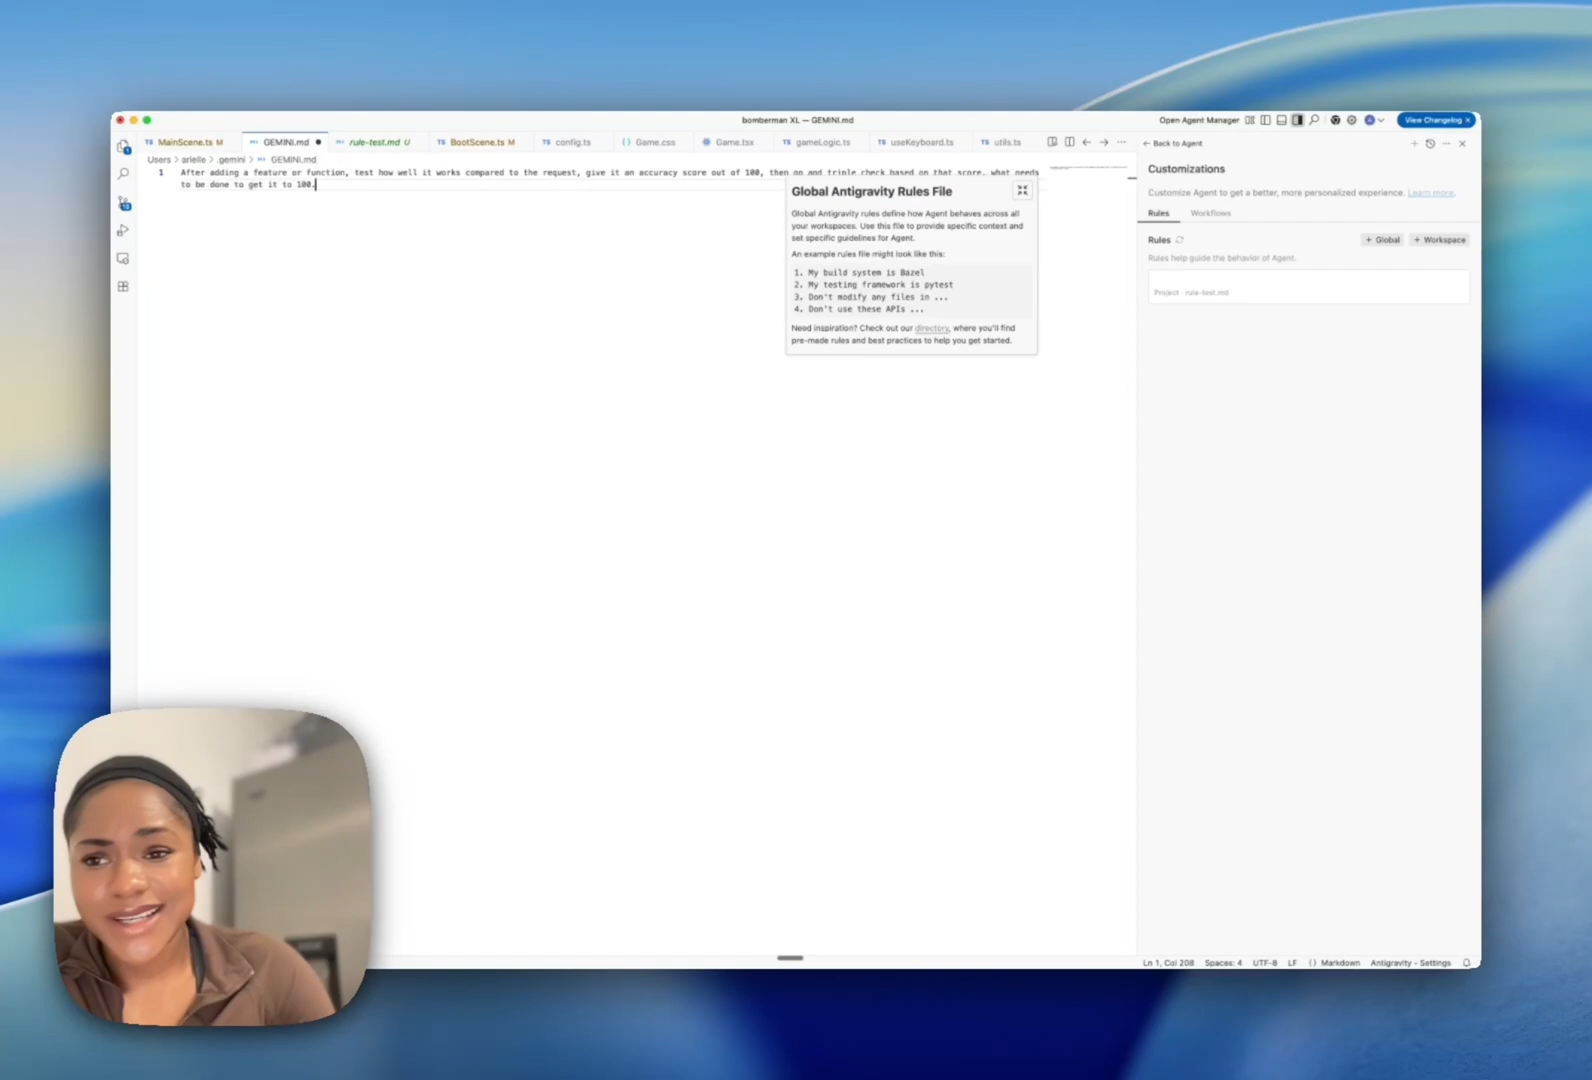 bomberman XL — GEMINI.md
Open Agent Manager
View Changelog ×
TS MainScene.ts M
GEMINI.md
rule-test.md U
TS BootScene.ts M
TS config.ts
{} Game.css
Game.tsx
TS gameLogic.ts
TS useKeyboard.ts
TS utils.ts
Users > arielle > .gemini > GEMINI.md
1 After adding a feature or function, test how well it works compared to the request, give it an accuracy score out of 100, then go and triple check based on that score, what needs
to be done to get it to 100.
Global Antigravity Rules File
Global Antigravity rules define how Agent behaves across all
your workspaces. Use this file to provide specific context and
set specific guidelines for Agent.
An example rules file might look like this:
1. My build system is Bazel
2. My testing framework is pytest
3. Don't modify any files in ...
4. Don't use these APIs ...
Need inspiration? Check out our directory, where you'll find
pre-made rules and best practices to help you get started.
← Back to Agent
Customizations
Customize Agent to get a better, more personalized experience. Learn more.
Rules Workflows
Rules
+ Global
+ Workspace
Rules help guide the behavior of Agent.
Project · rule-test.md
Ln 1, Col 208 Spaces: 4 UTF-8 LF {} Markdown Antigravity - Settings